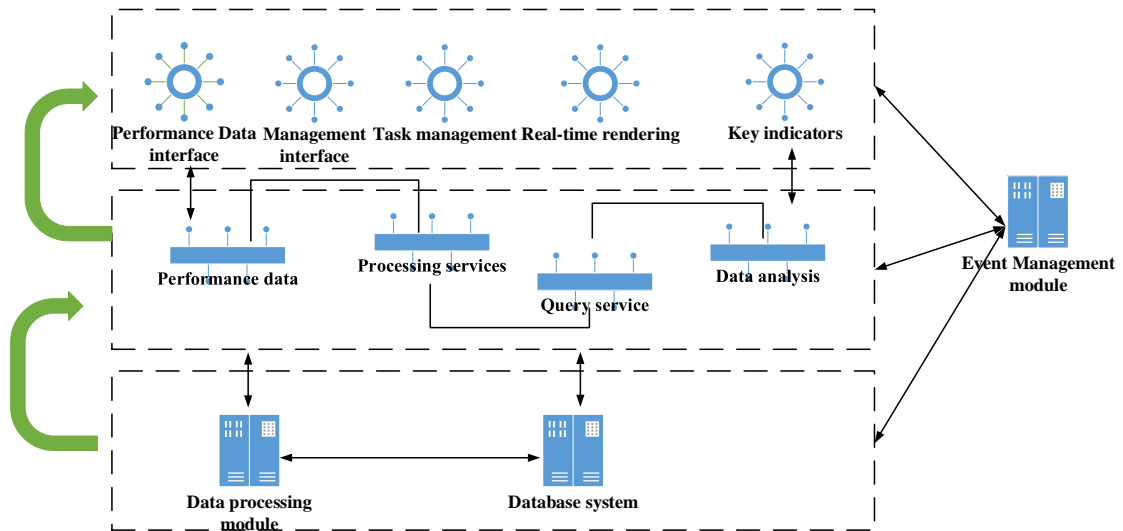 Performance Data
interface
Management
interface
Task management
Real-time rendering
Key indicators
Performance data
Processing services
Query service
Data analysis
Event Management
module
Data processing
module
Database system